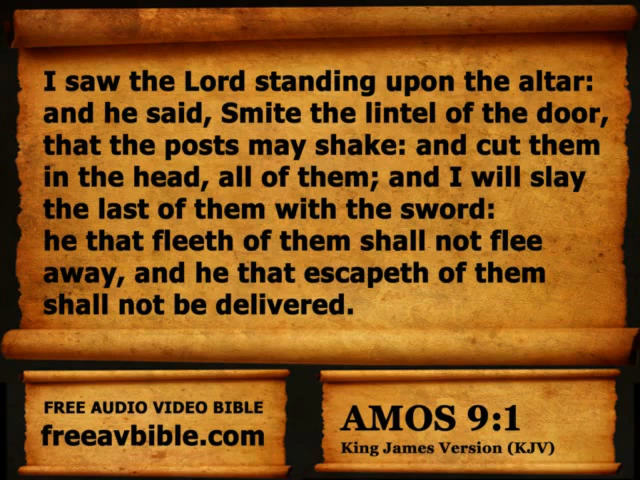 I saw the Lord standing upon the altar:
and he said, Smite the lintel of the door,
that the posts may shake: and cut them
in the head, all of them; and I will slay
the last of them with the sword:
he that fleeth of them shall not flee
away, and he that escapeth of them
shall not be delivered.
FREE AUDIO VIDEO BIBLE
freeavbible.com
AMOS 9:1
King James Version (KJV)